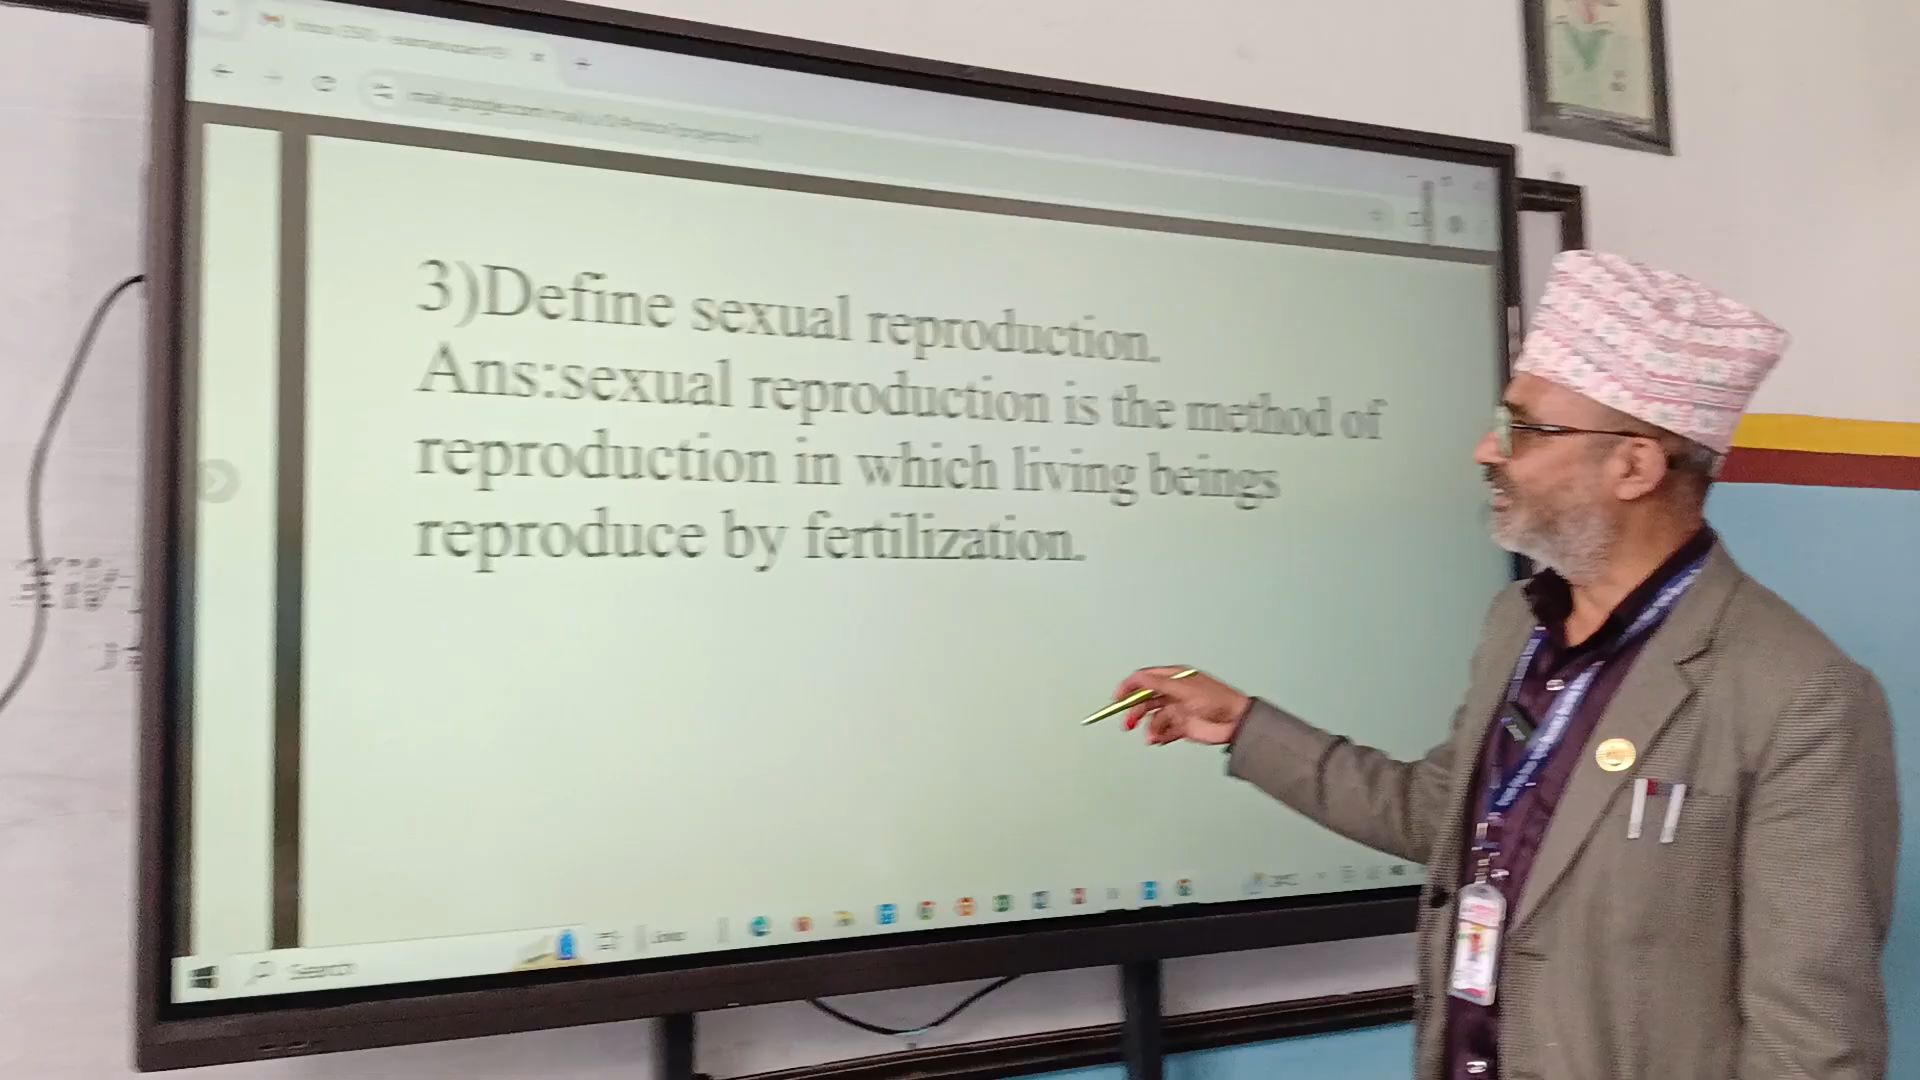 3)Define sexual reproduction.
Ans:sexual reproduction is the method of
reproduction in which living beings
reproduce by fertilization.
Search